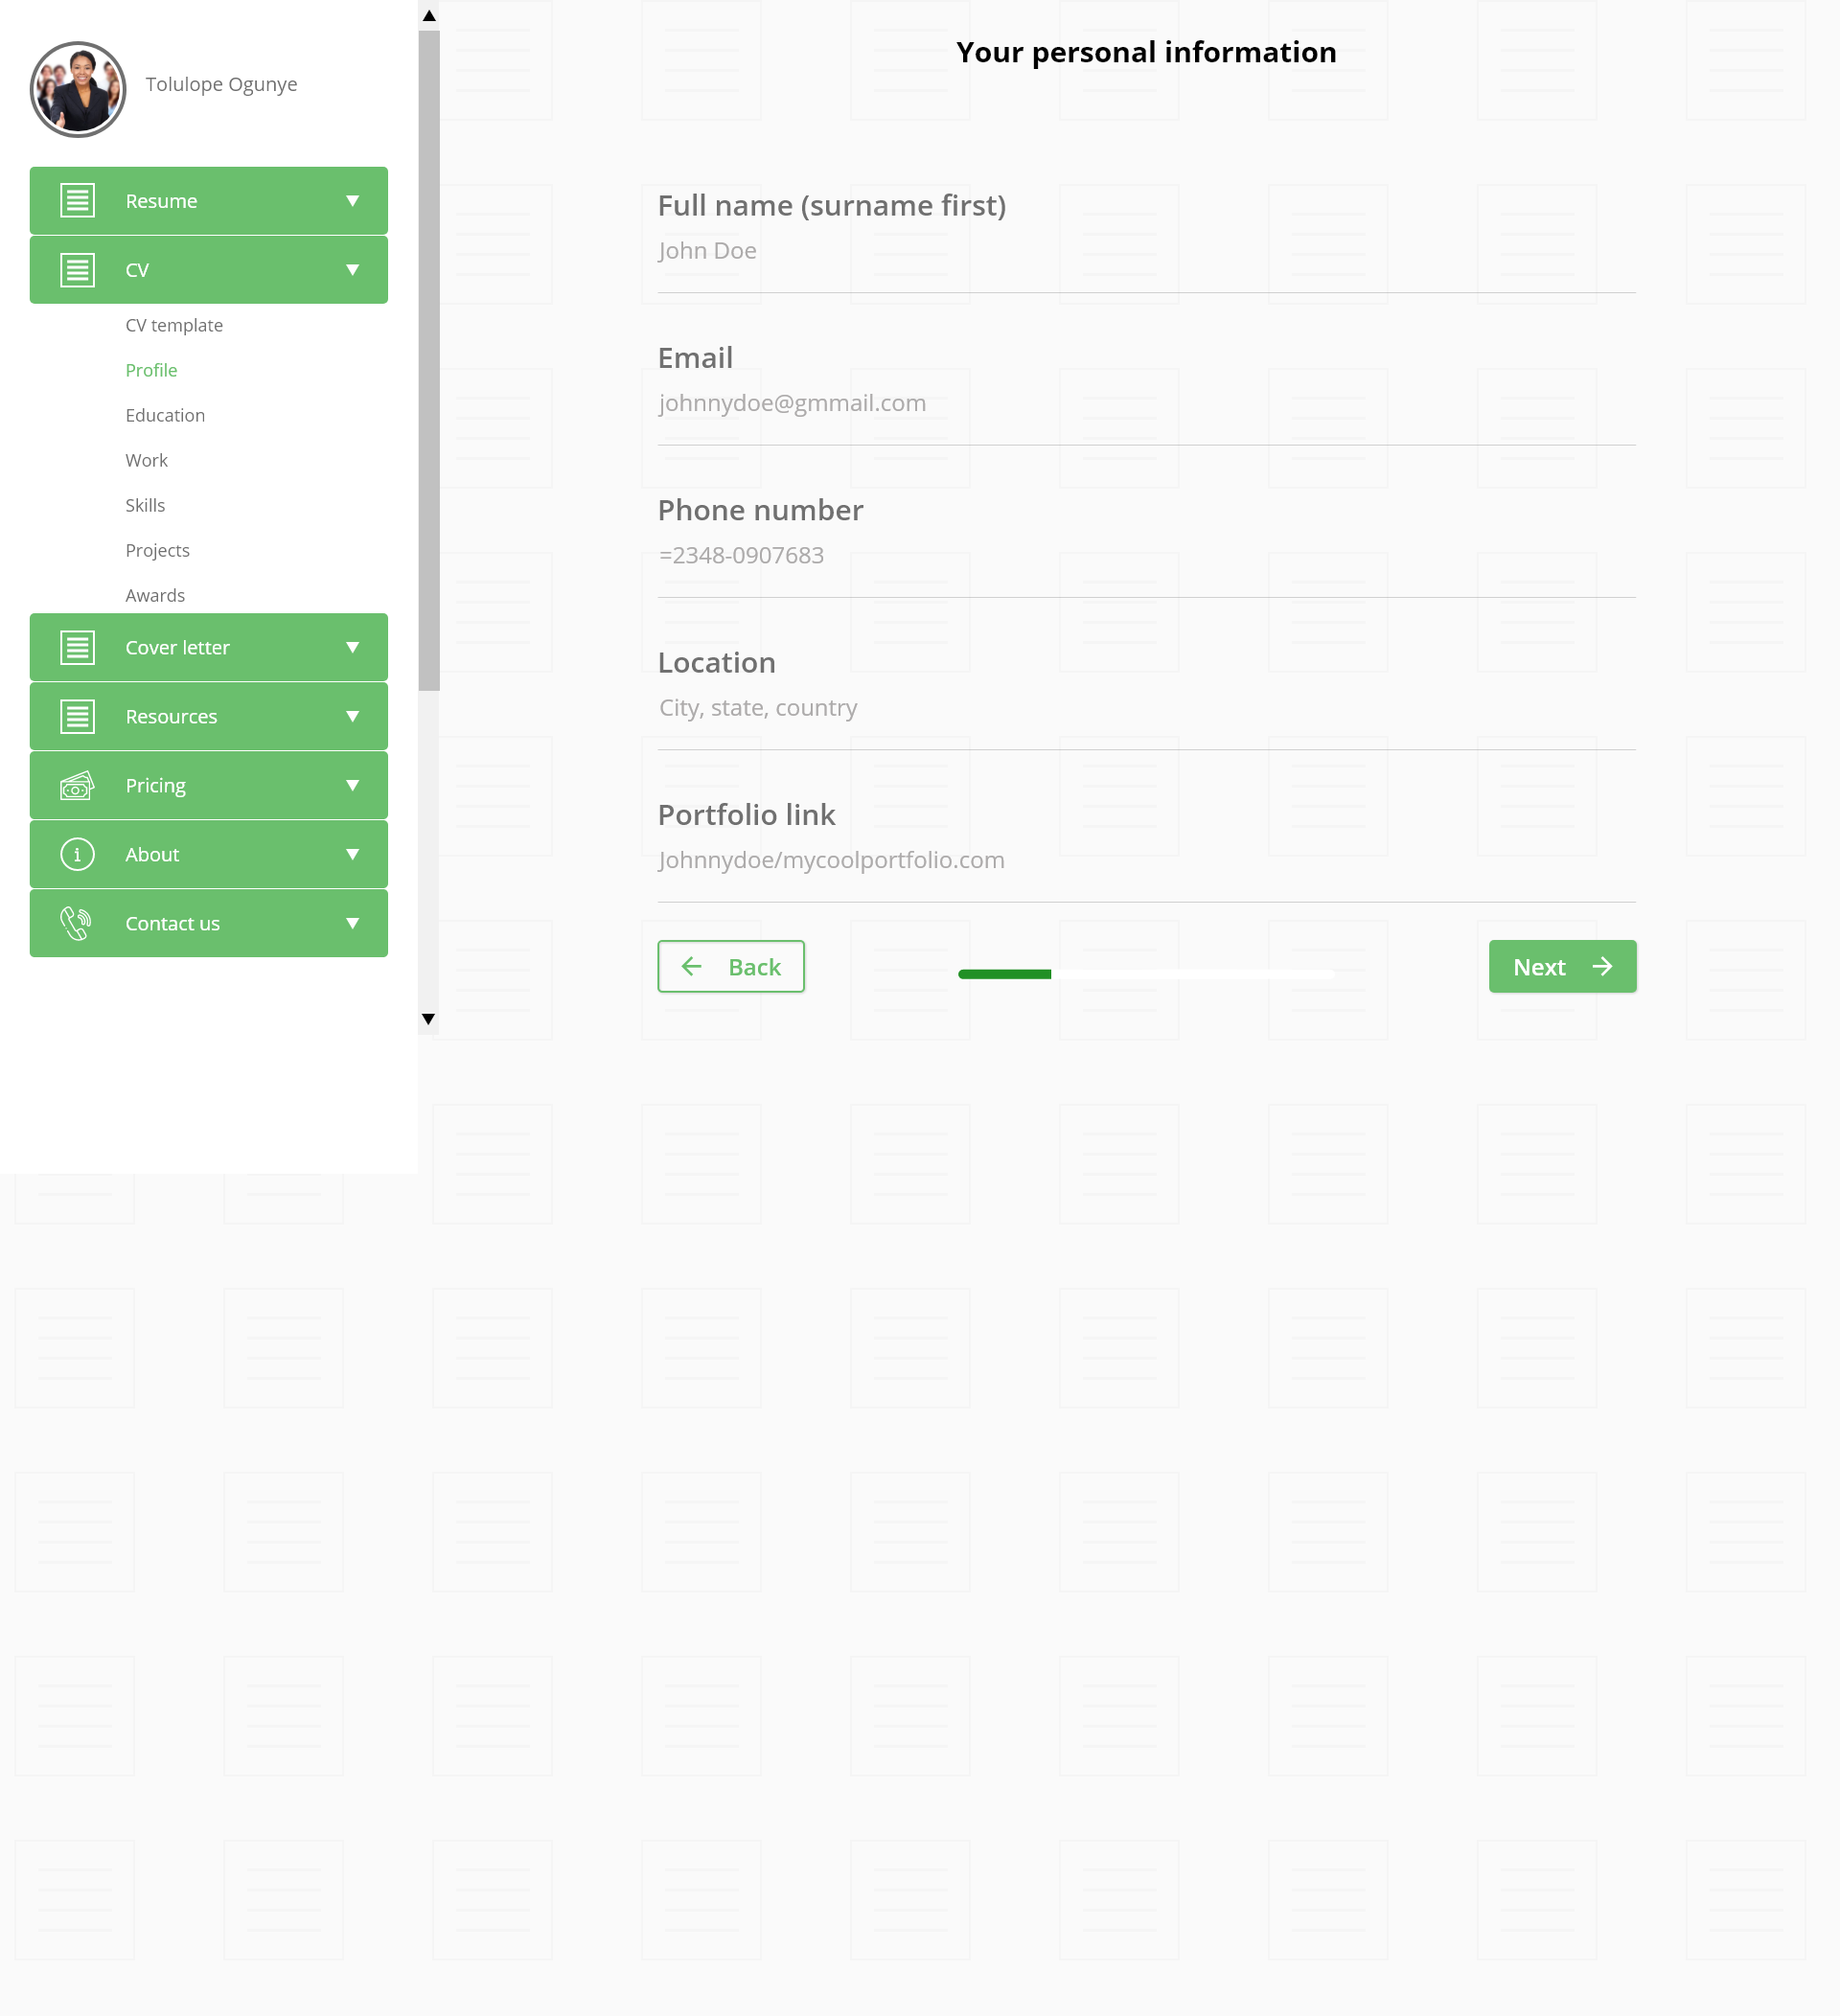 Tolulope Ogunye
Resume
CV
CV template
Profile
Education
Work
Skills
Projects
Awards
Cover letter
Resources
Pricing
About
Contact us
Your personal information
Full name (surname first)
John Doe
Email
johnnydoe@gmmail.com
Phone number
=2348-0907683
Location
City, state, country
Portfolio link
Johnnydoe/mycoolportfolio.com
Back
Next